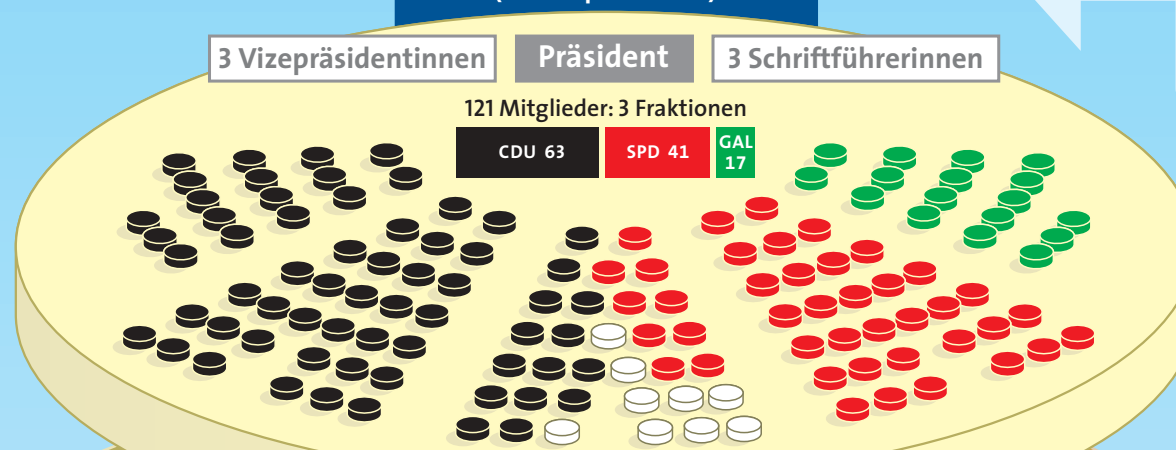 3 Vizepräsidentinnen
Präsident
3 Schriftführerinnen
121 Mitglieder: 3 Fraktionen
CDU 63
SPD 41
GAL
17